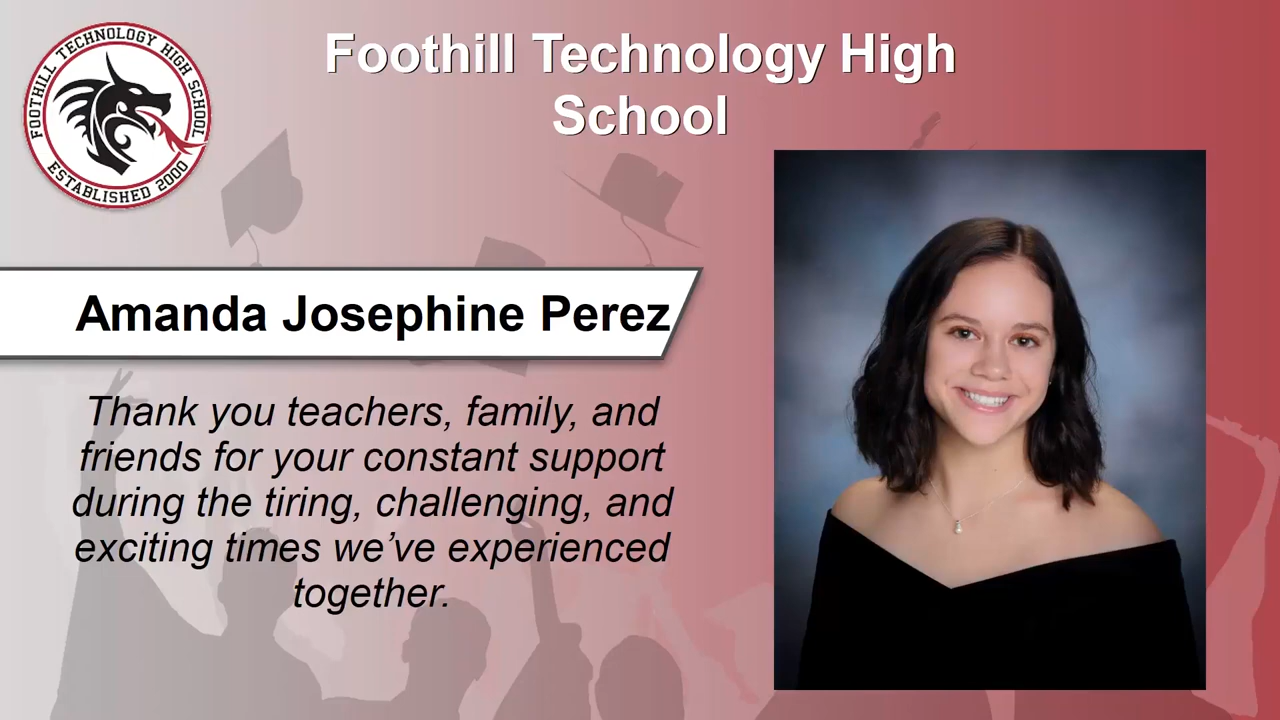 FOOTHILL TECHNOLOGY HIGH SCHOOL
ESTABLISHED 2000
Foothill Technology High
School
Amanda Josephine Perez
Thank you teachers, family, and
friends for your constant support
during the tiring, challenging, and
exciting times we’ve experienced
together.